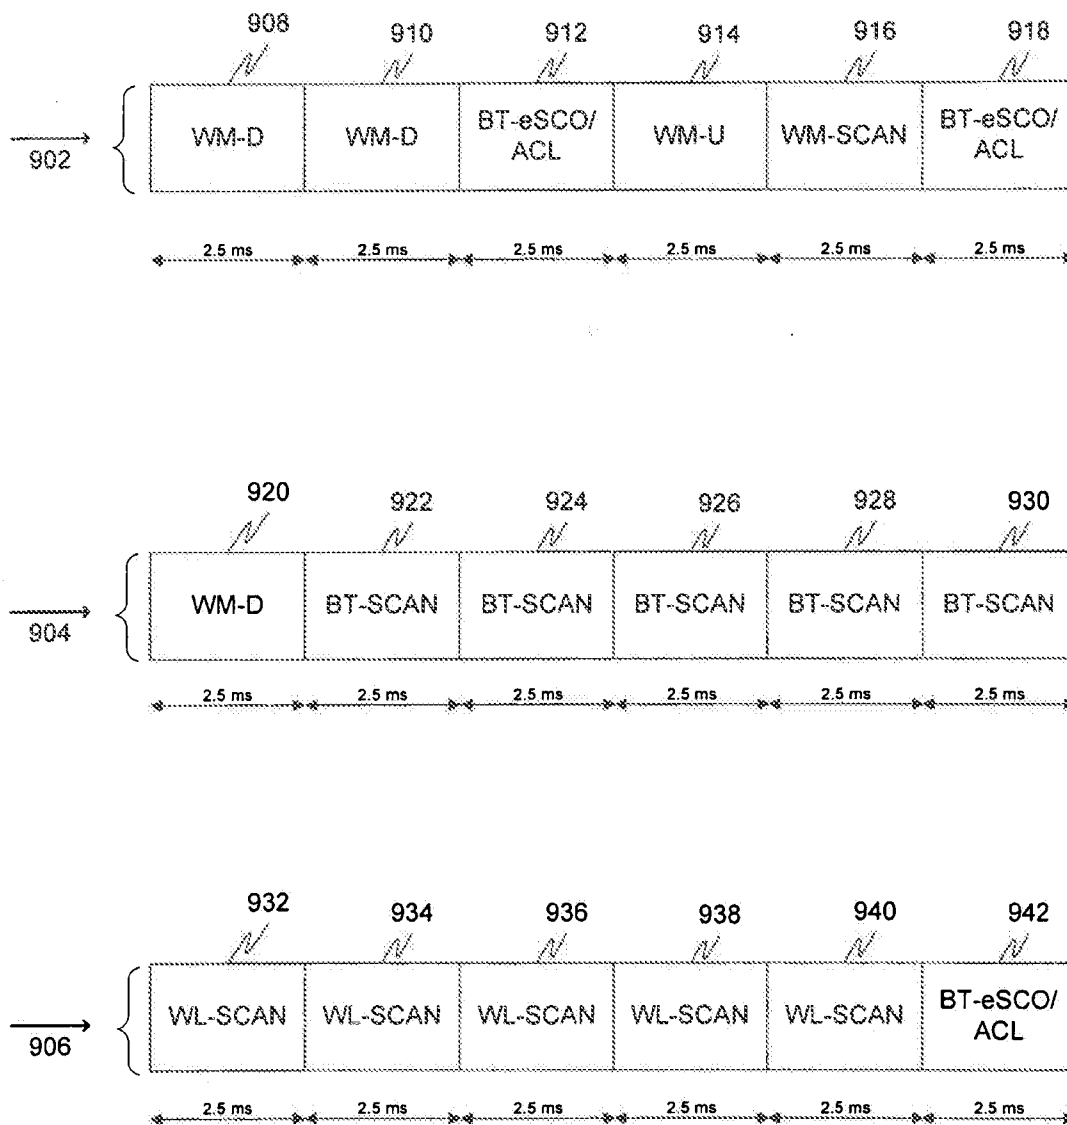 908 910 912 914 916 918
902 WM-D WM-D BT-eSCO/ACL WM-U WM-SCAN BT-eSCO/ACL
2.5 ms 2.5 ms 2.5 ms 2.5 ms 2.5 ms 2.5 ms
920 922 924 926 928 930
904 WM-D BT-SCAN BT-SCAN BT-SCAN BT-SCAN BT-SCAN
2.5 ms 2.5 ms 2.5 ms 2.5 ms 2.5 ms 2.5 ms
932 934 936 938 940 942
906 WL-SCAN WL-SCAN WL-SCAN WL-SCAN WL-SCAN BT-eSCO/ACL
2.5 ms 2.5 ms 2.5 ms 2.5 ms 2.5 ms 2.5 ms